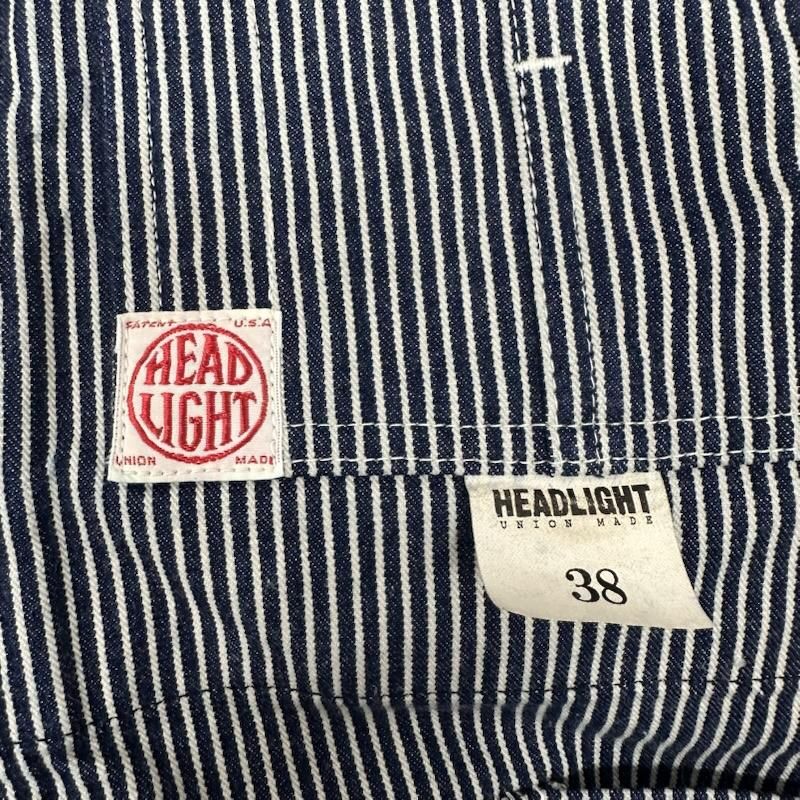 PATENT U.S.A
HEAD
LIGHT
UNION MADE
HEADLIGHT
UNION MADE
38